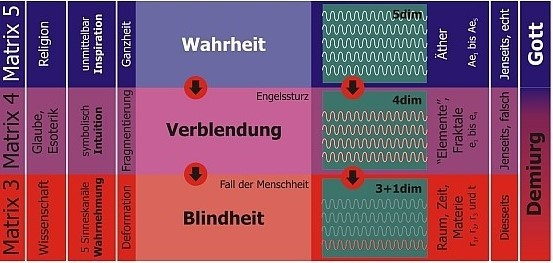 Matrix 5
Religion
unmittelbar
Inspiration
Ganzheit
Wahrheit
5dim
Äther
Ae₁ bis Ae₅
Jenseits, echt
Gott
Matrix 4
Glaube,
Esoterik
symbolisch
Intuition
Fragmentierung
Engelssturz
Verblendung
4dim
"Elemente",
Fraktale
e₁ bis e₄
Jenseits, falsch
Demiurg
Matrix 3
Wissenschaft
5 Sinneskanäle
Wahrnehmung
Deformation
Fall der Menschheit
Blindheit
3+1dim
Raum, Zeit,
Materie
r₁, r₂, r₃ und t
Diesseits